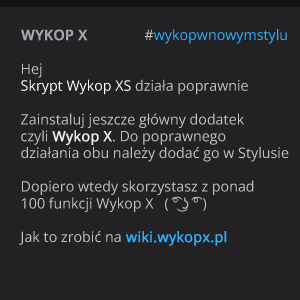 WYKOP X #wykopwnowymstylu
Hej
Skrypt Wykop XS działa poprawnie
Zainstaluj jeszcze główny dodatek
czyli Wykop X. Do poprawnego
działania obu należy dodać go w Stylusie
Dopiero wtedy skorzystasz z ponad
100 funkcji Wykop X ( ͡° ͜ʖ ͡°)
Jak to zrobić na wiki.wykopx.pl